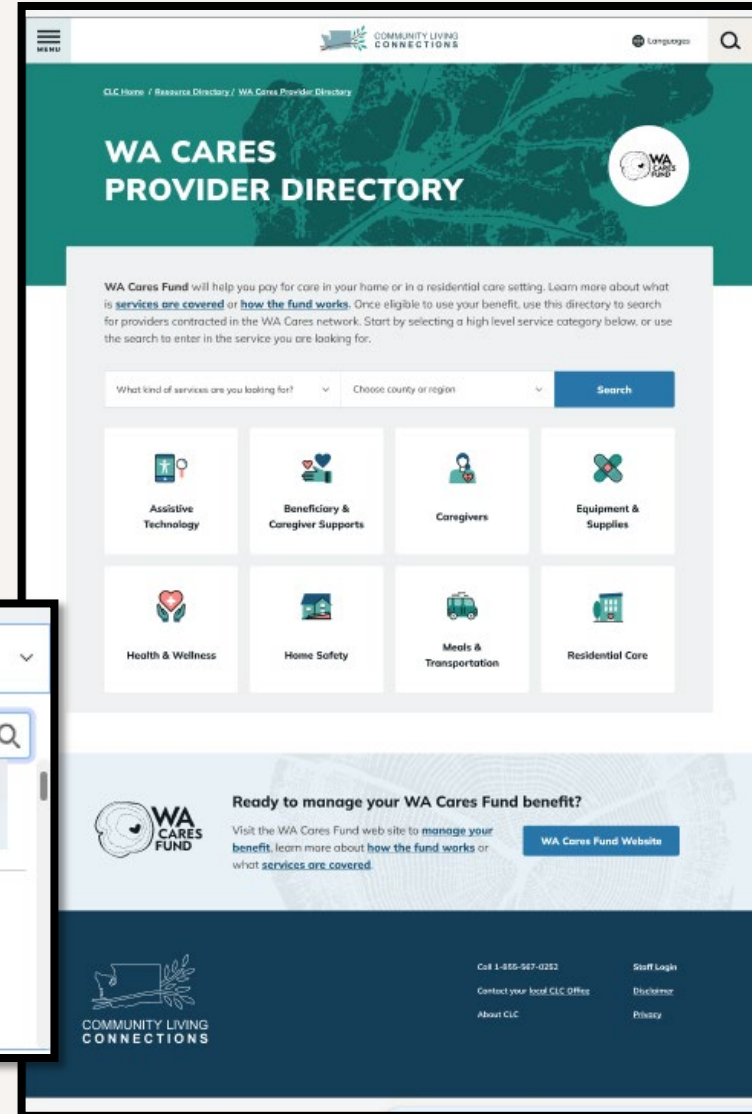 MENU
COMMUNITY LIVING
CONNECTIONS
Languages
CLC Home / Resource Directory / WA Cares Provider Directory
WA CARES
PROVIDER DIRECTORY
WA
CARES
FUND
WA Cares Fund will help you pay for care in your home or in a residential care setting. Learn more about what
is services are covered or how the fund works. Once eligible to use your benefit, use this directory to search
for providers contracted in the WA Cares network. Start by selecting a high level service category below, or use
the search to enter in the service you are looking for.
What kind of services are you looking for?
Choose county or region
Search
Assistive
Technology
Beneficiary &
Caregiver Supports
Caregivers
Equipment &
Supplies
Health & Wellness
Home Safety
Meals &
Transportation
Residential Care
WA
CARES
FUND
Ready to manage your WA Cares Fund benefit?
Visit the WA Cares Fund web site to manage your
benefit, learn more about how the fund works or
what services are covered.
WA Cares Fund Website
COMMUNITY LIVING
CONNECTIONS
Call 1-855-567-0252
Contact your local CLC Office
About CLC
Staff Login
Disclaimer
Privacy